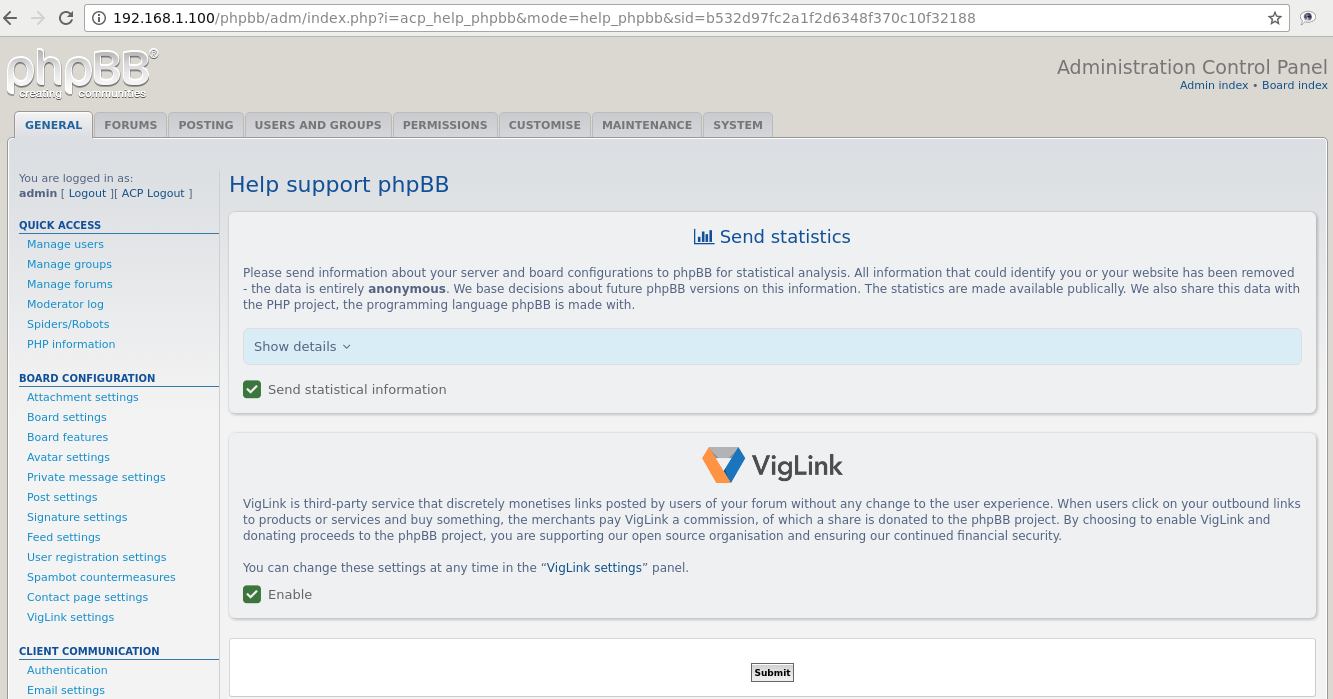 192.168.1.100/phpbb/adm/index.php?i=acp_help_phpbb&mode=help_phpbb&sid=b532d97fc2a1f2d6348f370c10f32188
phpBB®
creating communities
Administration Control Panel
Admin index • Board index
GENERAL FORUMS POSTING USERS AND GROUPS PERMISSIONS CUSTOMISE MAINTENANCE SYSTEM
You are logged in as:
admin [ Logout ][ ACP Logout ]
QUICK ACCESS
Manage users
Manage groups
Manage forums
Moderator log
Spiders/Robots
PHP information
BOARD CONFIGURATION
Attachment settings
Board settings
Board features
Avatar settings
Private message settings
Post settings
Signature settings
Feed settings
User registration settings
Spambot countermeasures
Contact page settings
VigLink settings
CLIENT COMMUNICATION
Authentication
Email settings
Help support phpBB
Send statistics
Please send information about your server and board configurations to phpBB for statistical analysis. All information that could identify you or your website has been removed
- the data is entirely anonymous. We base decisions about future phpBB versions on this information. The statistics are made available publically. We also share this data with
the PHP project, the programming language phpBB is made with.
Show details
Send statistical information
VigLink
VigLink is third-party service that discretely monetises links posted by users of your forum without any change to the user experience. When users click on your outbound links
to products or services and buy something, the merchants pay VigLink a commission, of which a share is donated to the phpBB project. By choosing to enable VigLink and
donating proceeds to the phpBB project, you are supporting our open source organisation and ensuring our continued financial security.
You can change these settings at any time in the “VigLink settings” panel.
Enable
Submit